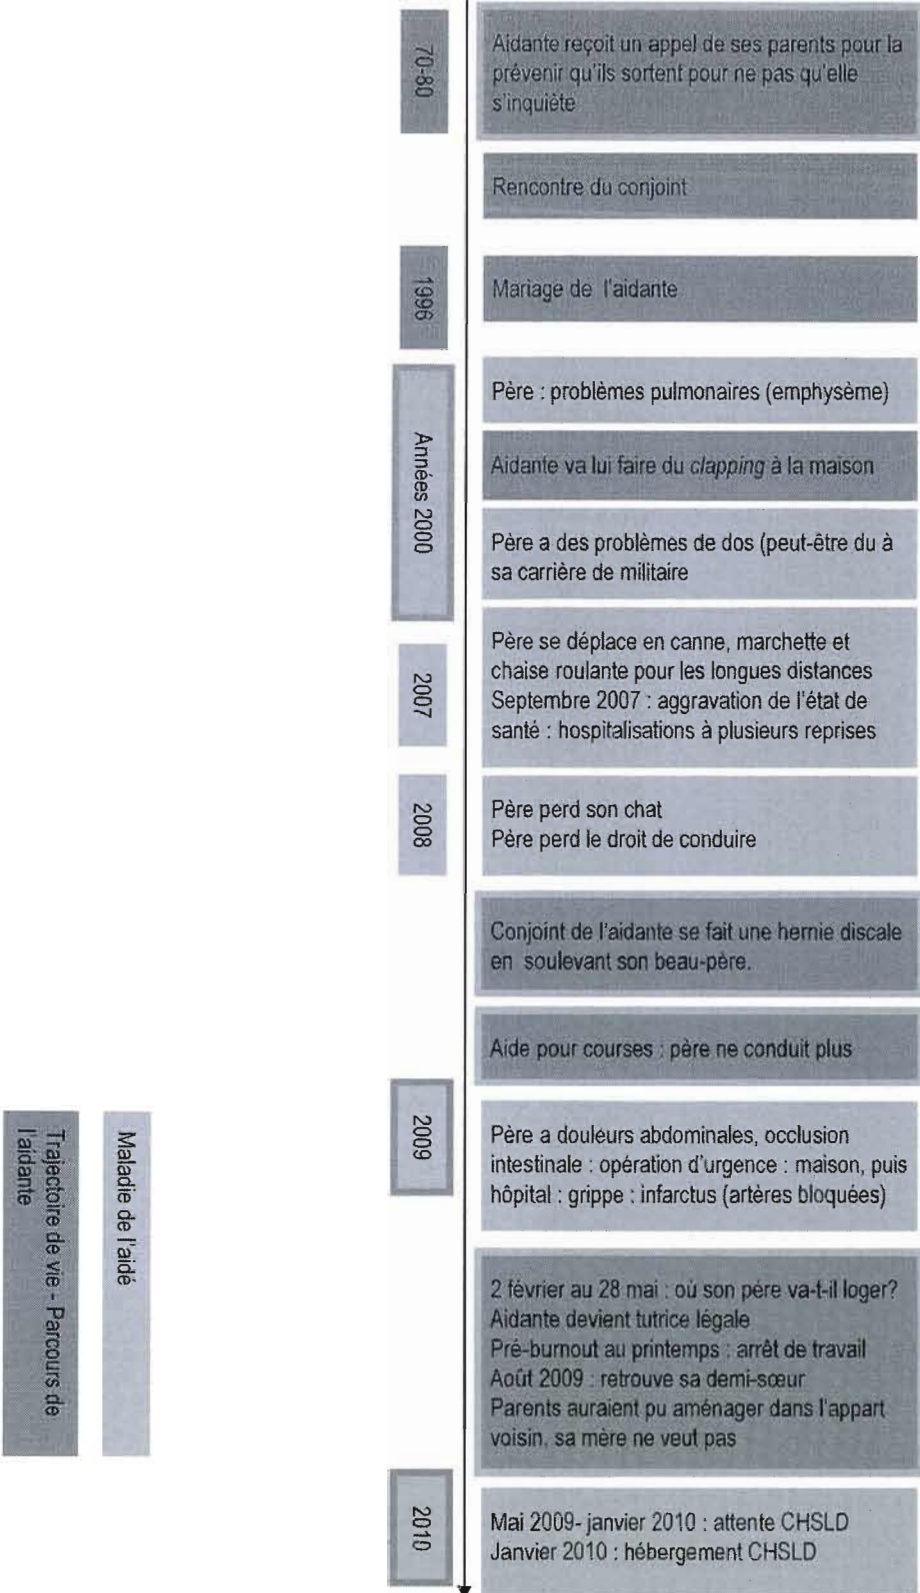 70-80
Aidante reçoit un appel de ses parents pour la
prévenir qu'ils sortent pour ne pas qu'elle
s'inquiète
Rencontre du conjoint
1996
Mariage de l'aidante
Années 2000
Père : problèmes pulmonaires (emphysème)
Aidante va lui faire du clapping à la maison
Père a des problèmes de dos (peut-être du à
sa carrière de militaire
2007
Père se déplace en canne, marchette et
chaise roulante pour les longues distances
Septembre 2007 : aggravation de l'état de
santé : hospitalisations à plusieurs reprises
2008
Père perd son chat
Père perd le droit de conduire
Conjoint de l'aidante se fait une hernie discale
en soulevant son beau-père.
Aide pour courses : père ne conduit plus
2009
Père a douleurs abdominales, occlusion
intestinale : opération d'urgence : maison, puis
hôpital : grippe : infarctus (artères bloquées)
2 février au 28 mai : où son père va-t-il loger?
Aidante devient tutrice légale
Pré-burnout au printemps : arrêt de travail
Août 2009 : retrouve sa demi-sœur
Parents auraient pu aménager dans l'appart
voisin, sa mère ne veut pas
2010
Mai 2009- janvier 2010 : attente CHSLD
Janvier 2010 : hébergement CHSLD
Maladie de l'aidé
Trajectoire de vie - Parcours de
l'aidante